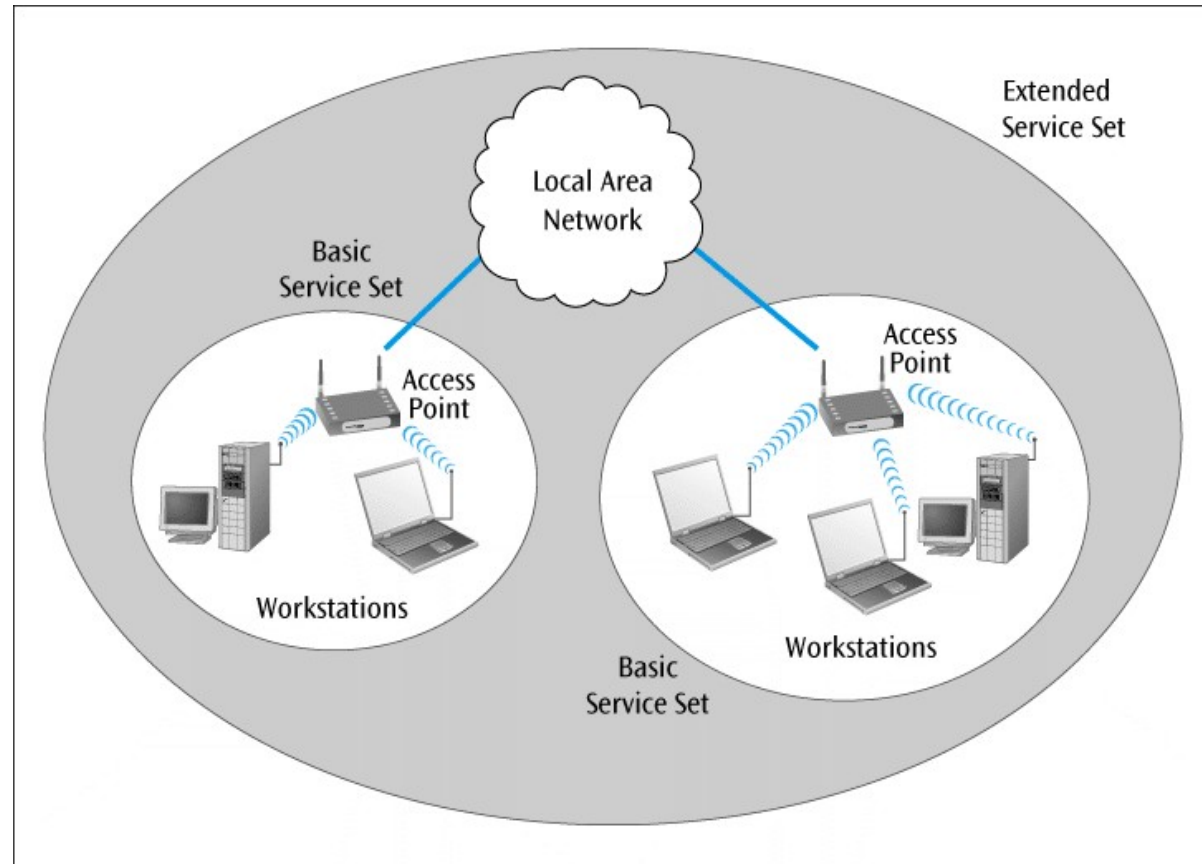 Extended
Service Set
Local Area
Network
Basic
Service Set
Access
Point
Workstations
Access
Point
Workstations
Basic
Service Set